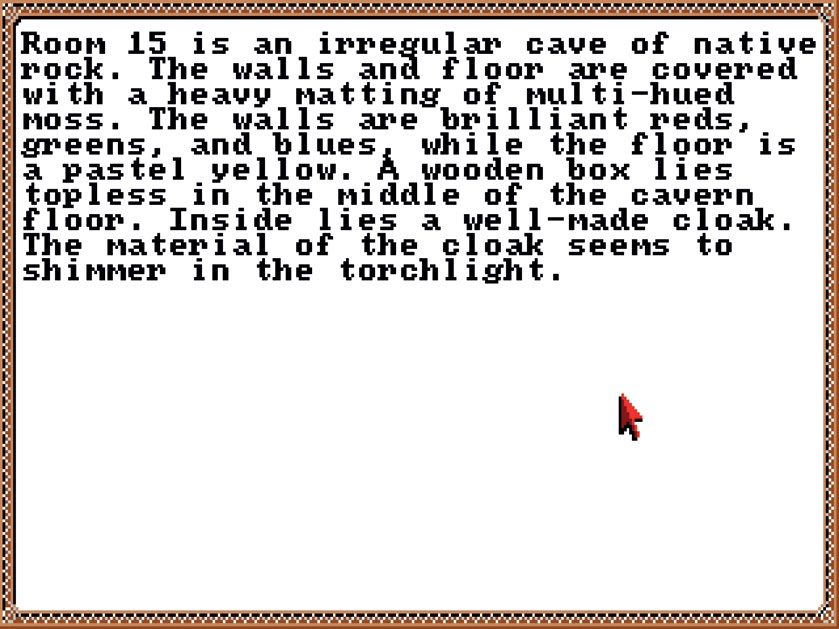 Room 15 is an irregular cave of native
rock. The walls and floor are covered
with a heavy matting of multi-hued
moss. The walls are brilliant reds,
greens, and blues, while the floor is
a pastel yellow. A wooden box lies
topless in the middle of the cavern
floor. Inside lies a well-made cloak.
The material of the cloak seems to
shimmer in the torchlight.